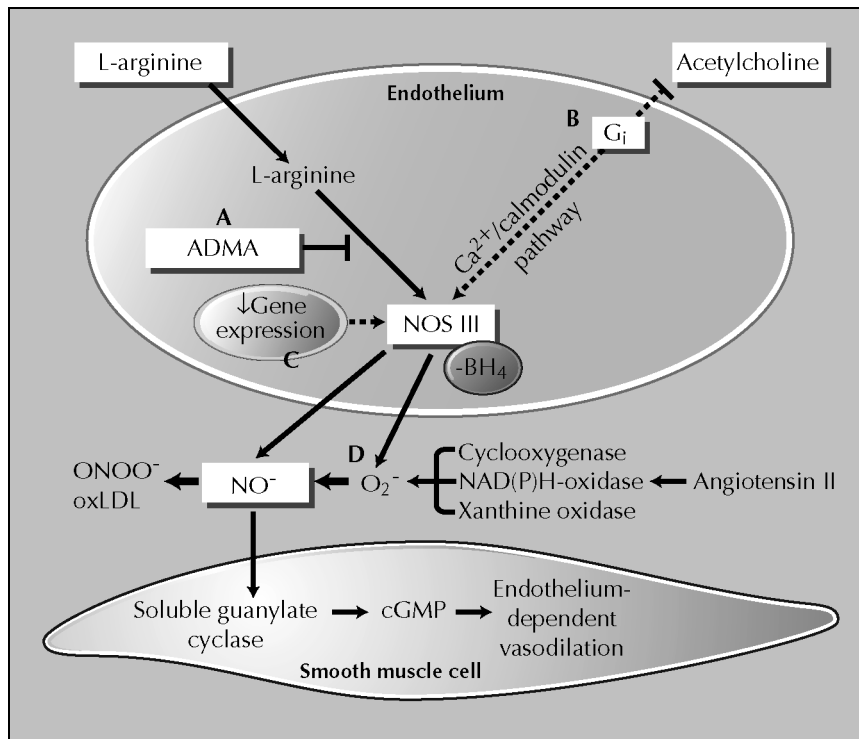 L-arginine
Acetylcholine
Endothelium
B
Gᵢ
L-arginine
Ca²⁺/calmodulin
pathway
A
ADMA
↓Gene
expression
C
NOS III
-BH₄
D
Cyclooxygenase
ONOO⁻
oxLDL
NO⁻
O₂⁻
NAD(P)H-oxidase
Angiotensin II
Xanthine oxidase
Soluble guanylate
cyclase
cGMP
Endothelium-
dependent
vasodilation
Smooth muscle cell